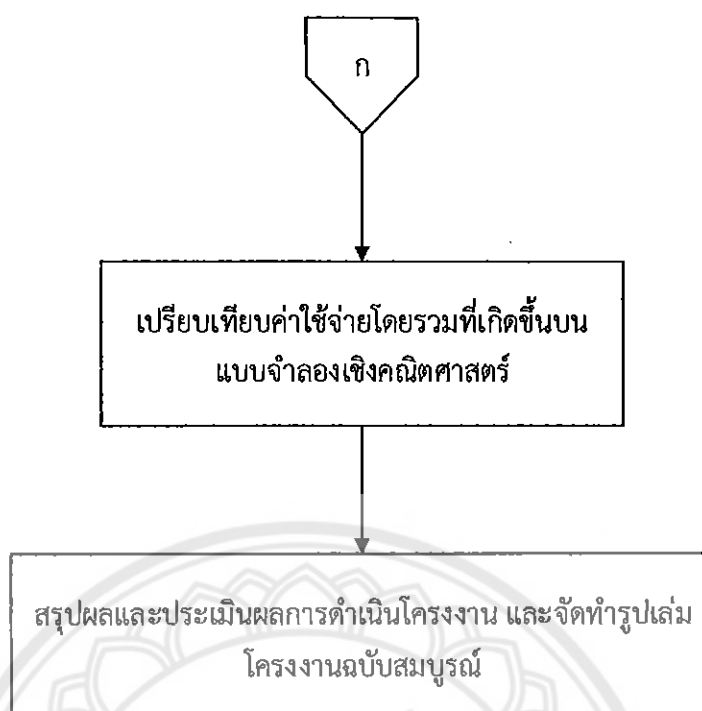 ก
เปรียบเทียบค่าใช้จ่ายโดยรวมที่เกิดขึ้นบน
แบบจำลองเชิงคณิตศาสตร์
สรุปผลและประเมินผลการดำเนินโครงงาน และจัดทำรูปเล่ม
โครงงานฉบับสมบูรณ์